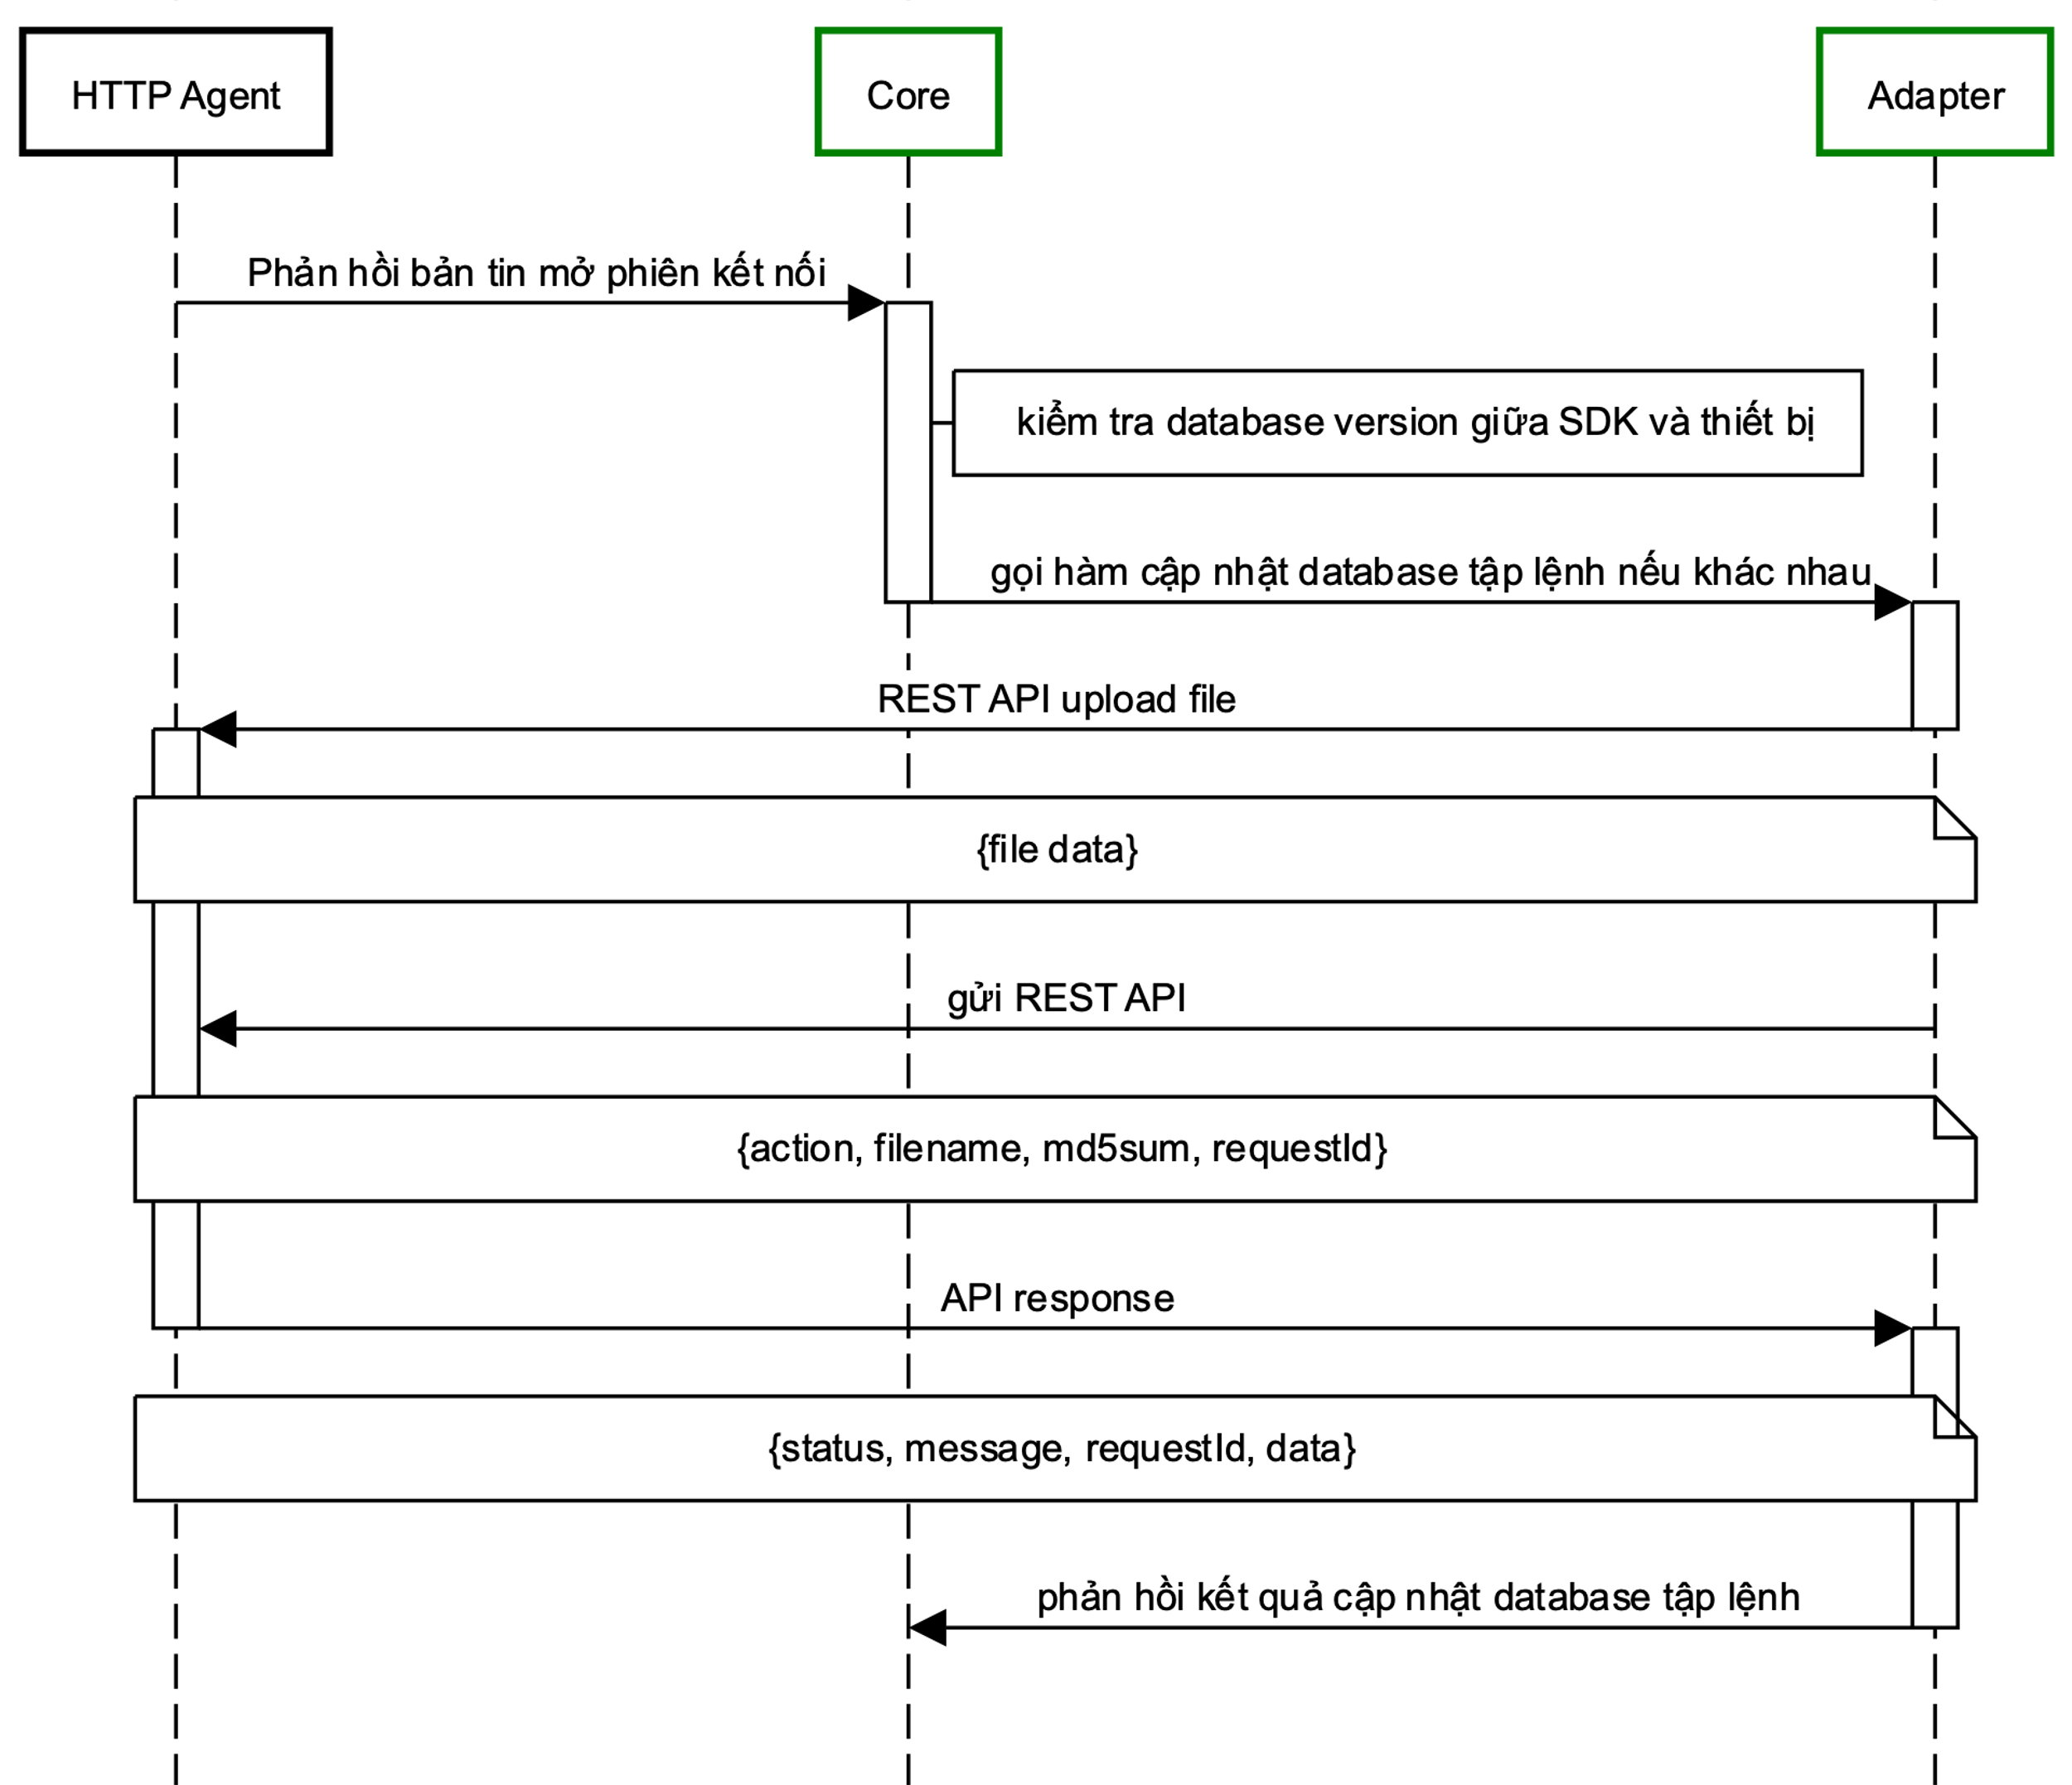 HTTP Agent
Core
Adapter
Phản hồi bản tin mở phiên kết nối
kiểm tra database version giữa SDK và thiết bị
gọi hàm cập nhật database tập lệnh nếu khác nhau
REST API upload file
{file data}
gửi REST API
{action, filename, md5sum, requestId}
API response
{status, message, requestId, data}
phản hồi kết quả cập nhật database tập lệnh